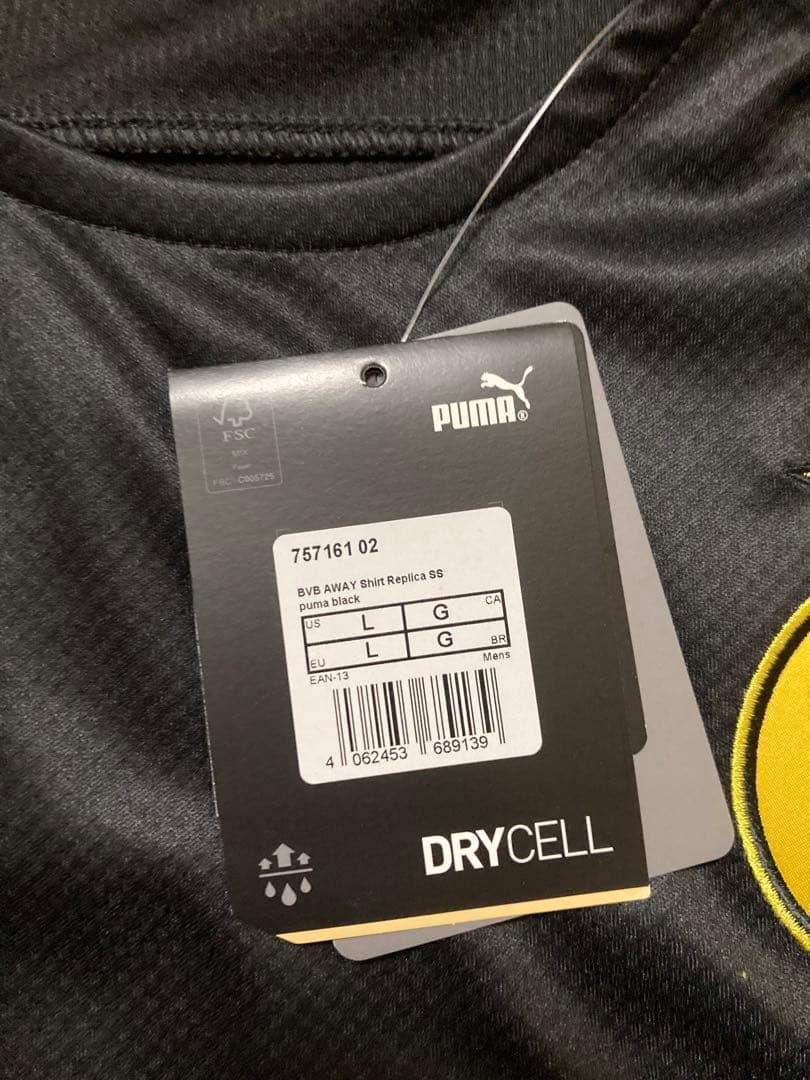 PUMA®
FSC
MIX
Paper
FSC® C005725
757161 02
BVB AWAY Shirt Replica SS
puma black
US L G CA
EU L G BR
EAN-13 Mens
4 062453 689139
DRYCELL